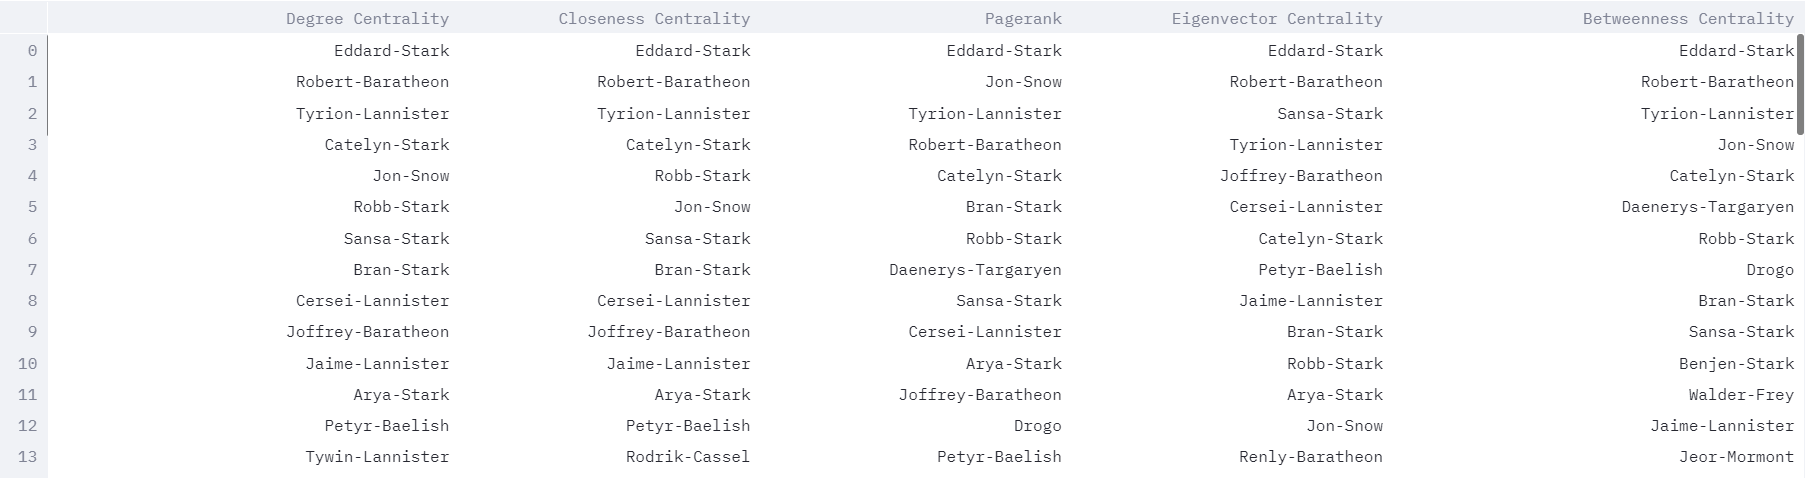 Degree Centrality Closeness Centrality Pagerank Eigenvector Centrality Betweenness Centrality
0 Eddard-Stark Eddard-Stark Eddard-Stark Eddard-Stark Eddard-Stark
1 Robert-Baratheon Robert-Baratheon Jon-Snow Robert-Baratheon Robert-Baratheon
2 Tyrion-Lannister Tyrion-Lannister Tyrion-Lannister Sansa-Stark Tyrion-Lannister
3 Catelyn-Stark Catelyn-Stark Robert-Baratheon Tyrion-Lannister Jon-Snow
4 Jon-Snow Robb-Stark Catelyn-Stark Joffrey-Baratheon Catelyn-Stark
5 Robb-Stark Jon-Snow Bran-Stark Cersei-Lannister Daenerys-Targaryen
6 Sansa-Stark Sansa-Stark Robb-Stark Catelyn-Stark Robb-Stark
7 Bran-Stark Bran-Stark Daenerys-Targaryen Petyr-Baelish Drogo
8 Cersei-Lannister Cersei-Lannister Sansa-Stark Jaime-Lannister Bran-Stark
9 Joffrey-Baratheon Joffrey-Baratheon Cersei-Lannister Bran-Stark Sansa-Stark
10 Jaime-Lannister Jaime-Lannister Arya-Stark Robb-Stark Benjen-Stark
11 Arya-Stark Arya-Stark Joffrey-Baratheon Arya-Stark Walder-Frey
12 Petyr-Baelish Petyr-Baelish Drogo Jon-Snow Jaime-Lannister
13 Tywin-Lannister Rodrik-Cassel Petyr-Baelish Renly-Baratheon Jeor-Mormont